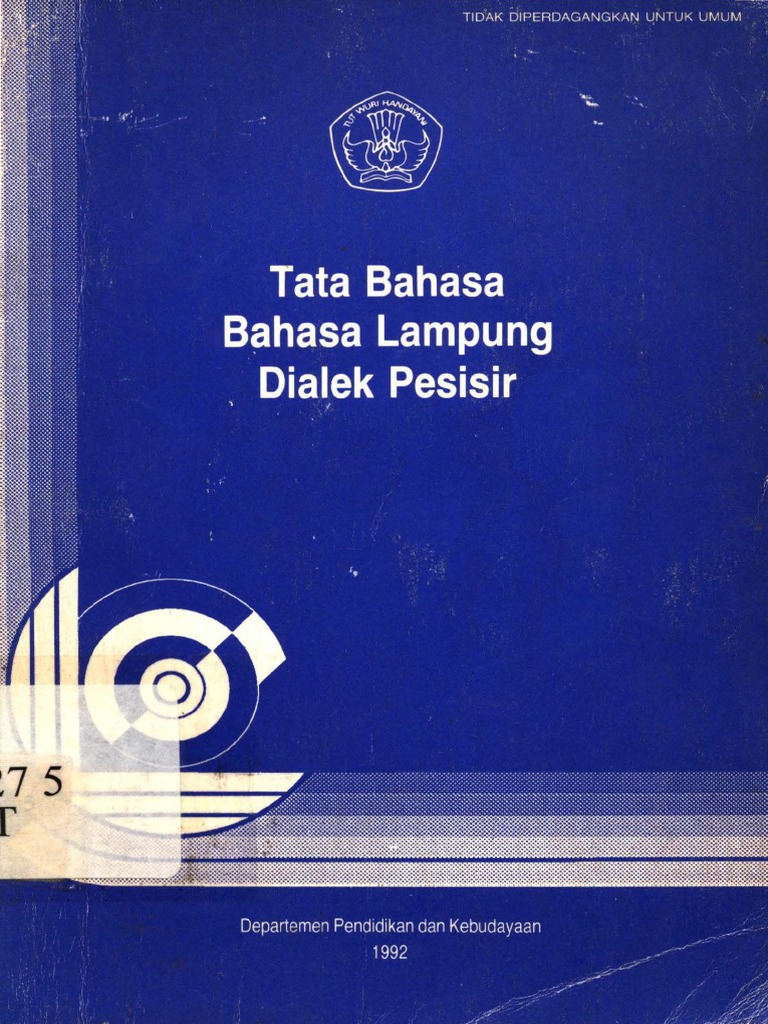 TIDAK DIPERDAGANGKAN UNTUK UMUM
TUT WURI HANDAYANI
Tata Bahasa
Bahasa Lampung
Dialek Pesisir
27 5
T
Departemen Pendidikan dan Kebudayaan
1992